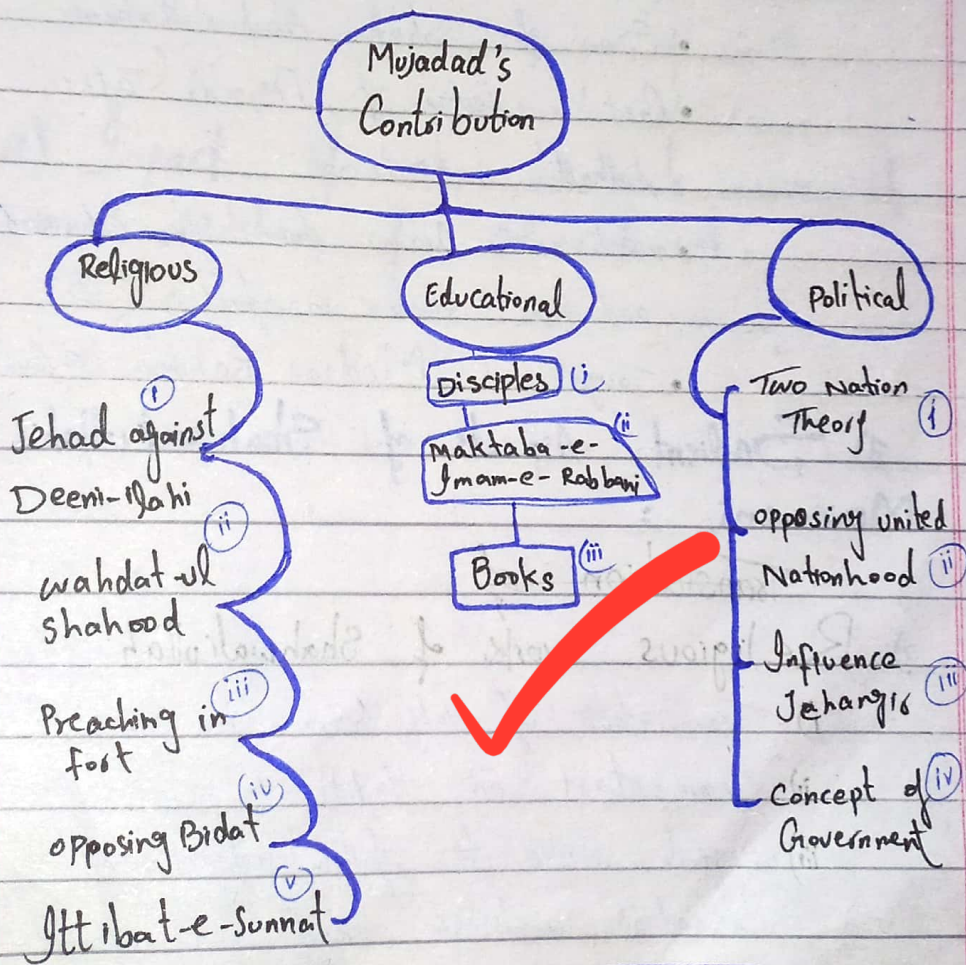 Mujadad's
Contribution
Religious
Educational
Political
i
Jehad against
Deeni-ilahi
ii
wahdat-ul
shahood
iii
Preaching in
fort
iv
opposing Bidat
v
Ittibat-e-Sunnat
Disciples i
ii
Maktaba-e-
Imam-e-Rabbani
Books iii
Two Nation
Theory i
opposing united
Nationhood ii
Influence
Jehangir iii
Concept of iv
Government